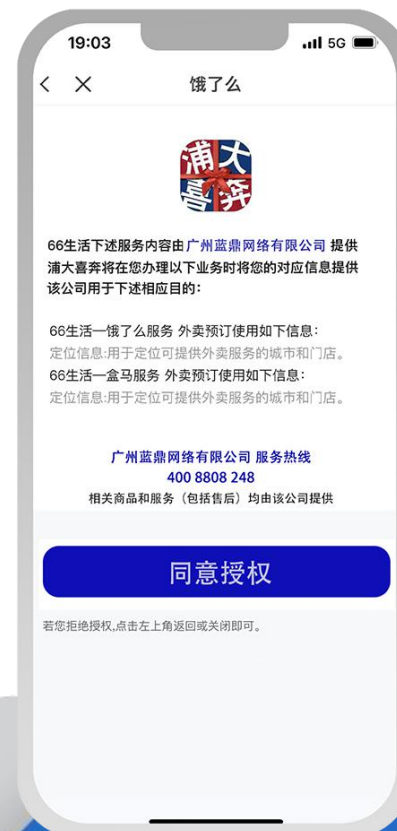 19:03
5G
饿了么
浦大喜奔
66生活下述服务内容由广州蓝鼎网络有限公司 提供
浦大喜奔将在您办理以下业务时将您的对应信息提供
该公司用于下述相应目的：
66生活一饿了么服务 外卖预订使用如下信息：
定位信息:用于定位可提供外卖服务的城市和门店。
66生活一盒马服务 外卖预订使用如下信息：
定位信息:用于定位可提供外卖服务的城市和门店。
广州蓝鼎网络有限公司 服务热线
400 8808 248
相关商品和服务（包括售后）均由该公司提供
同意授权
若您拒绝授权,点击左上角返回或关闭即可。